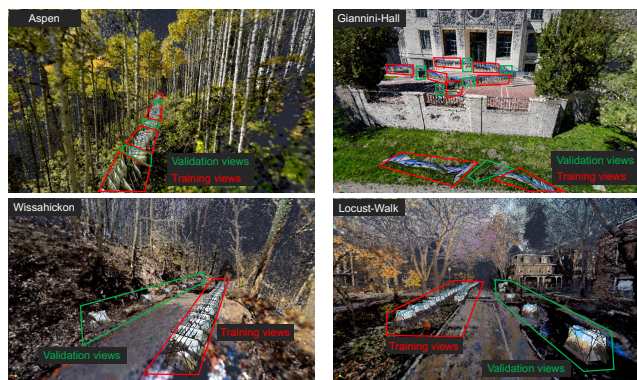 Aspen
Validation views
Training views
Giannini-Hall
Validation views
Training views
Wissahickon
Training views
Validation views
Locust-Walk
Training views
Validation views